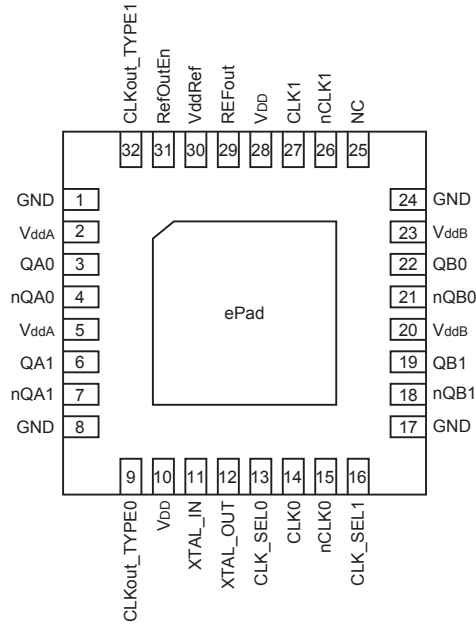 CLKout_TYPE1
RefOutEn
VddRef
REFout
VDD
CLK1
nCLK1
NC
32 31 30 29 28 27 26 25
GND 1
VddA 2
QA0 3
nQA0 4
VddA 5
QA1 6
nQA1 7
GND 8
ePad
24 GND
23 VddB
22 QB0
21 nQB0
20 VddB
19 QB1
18 nQB1
17 GND
9 10 11 12 13 14 15 16
CLKout_TYPE0
VDD
XTAL_IN
XTAL_OUT
CLK_SEL0
CLK0
nCLK0
CLK_SEL1